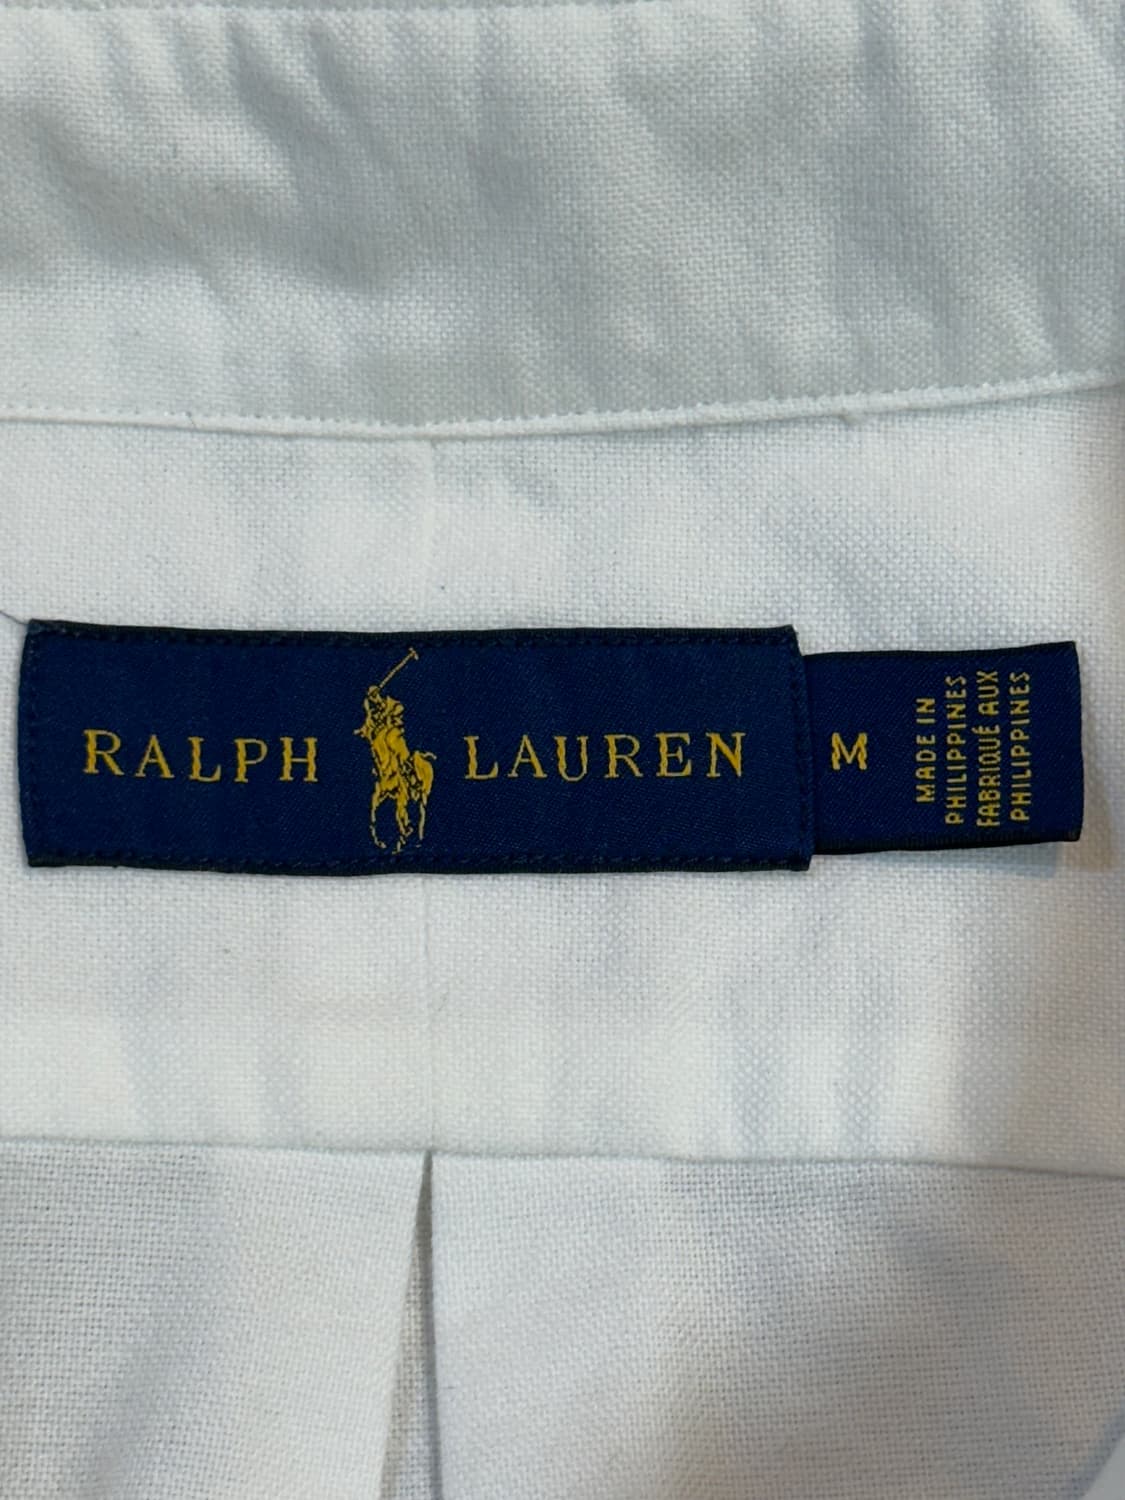 RALPH LAUREN
M
MADE IN
PHILIPPINES
FABRIQUÉ AUX
PHILIPPINES